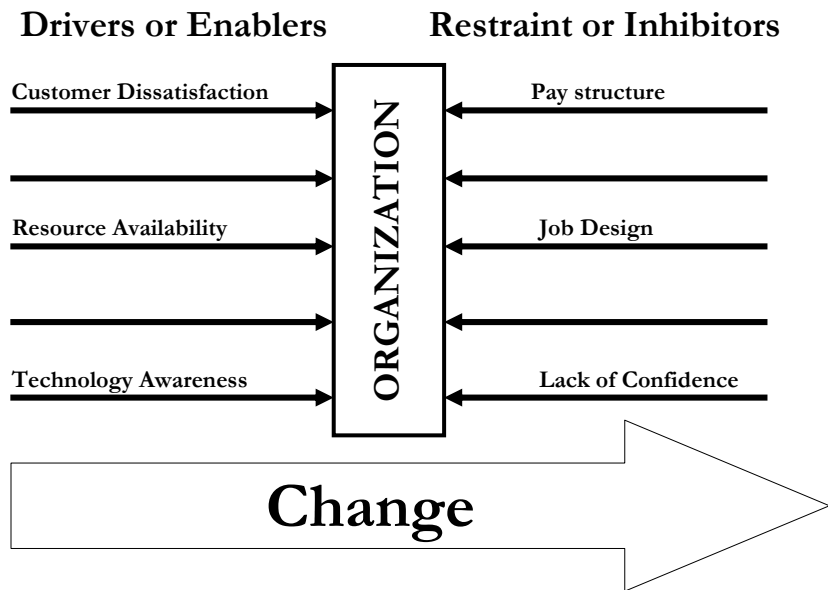 Drivers or Enablers
Restraint or Inhibitors
Customer Dissatisfaction
Pay structure
ORGANIZATION
Resource Availability
Job Design
Technology Awareness
Lack of Confidence
Change